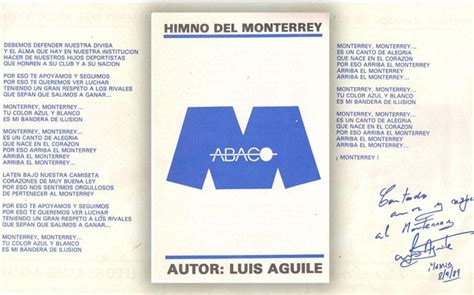 DEBEMOS DEFENDER NUESTRA DIVISA
Y EL ALMA QUE HAY EN NUESTRA INSTITUCION
HACER DE NUESTROS HIJOS DEPORTISTAS
QUE HONREN A SU CLUB Y A SU NACION
POR ESO TE APOYAMOS Y SEGUIMOS
POR ESO TE QUEREMOS VER LUCHAR
TENIENDO UN GRAN RESPETO A LOS RIVALES
QUE SEPAN QUE SALIMOS A GANAR...
MONTERREY, MONTERREY...
TU COLOR AZUL Y BLANCO
ES MI BANDERA DE ILUSION
MONTERREY, MONTERREY...
ES UN CANTO DE ALEGRIA
QUE NACE EN EL CORAZON
POR ESO ARRIBA EL MONTERREY
ARRIBA EL MONTERREY
ARRIBA EL MONTERREY
LATEN BAJO NUESTRA CAMISETA
CORAZONES DE MUY BUENA LEY
POR ESO NOS SENTIMOS ORGULLOSOS
DE PERTENECER AL MONTERREY
POR ESO TE APOYAMOS Y SEGUIMOS
POR ESO TE QUEREMOS VER LUCHAR
TENIENDO UN GRAN RESPETO A LOS RIVALES
QUE SEPAN QUE SALIMOS A GANAR...
MONTERREY, MONTERREY...
TU COLOR AZUL Y BLANCO
ES MI BANDERA DE ILUSION
HIMNO DEL MONTERREY
ABACO
AUTOR: LUIS AGUILE
MONTERREY, MONTERREY...
ES UN CANTO DE ALEGRIA
QUE NACE EN EL CORAZON
POR ESO ARRIBA EL MONTERREY
ARRIBA EL MONTERREY
ARRIBA EL MONTERREY
MONTERREY, MONTERREY...
TU COLOR AZUL Y BLANCO
ES MI BANDERA DE ILUSION
MONTERREY, MONTERREY...
ES UN CANTO DE ALEGRIA
QUE NACE EN EL CORAZON
POR ESO ARRIBA EL MONTERREY
ARRIBA EL MONTERREY
ARRIBA EL MONTERREY
¡ MONTERREY !
al Monterrey
Aguile